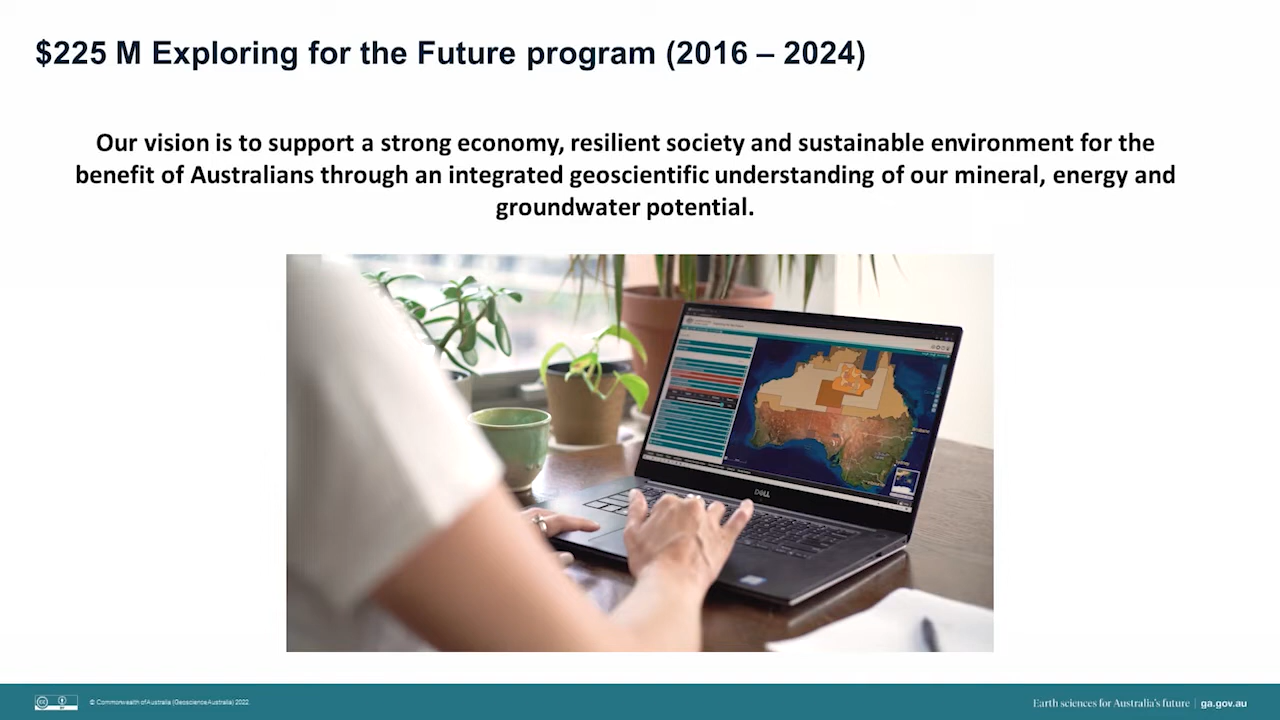 $225 M Exploring for the Future program (2016 – 2024)
Our vision is to support a strong economy, resilient society and sustainable environment for the
benefit of Australians through an integrated geoscientific understanding of our mineral, energy and
groundwater potential.
DELL
© Commonwealth of Australia (Geoscience Australia) 2022.
Earth sciences for Australia's future | ga.gov.au